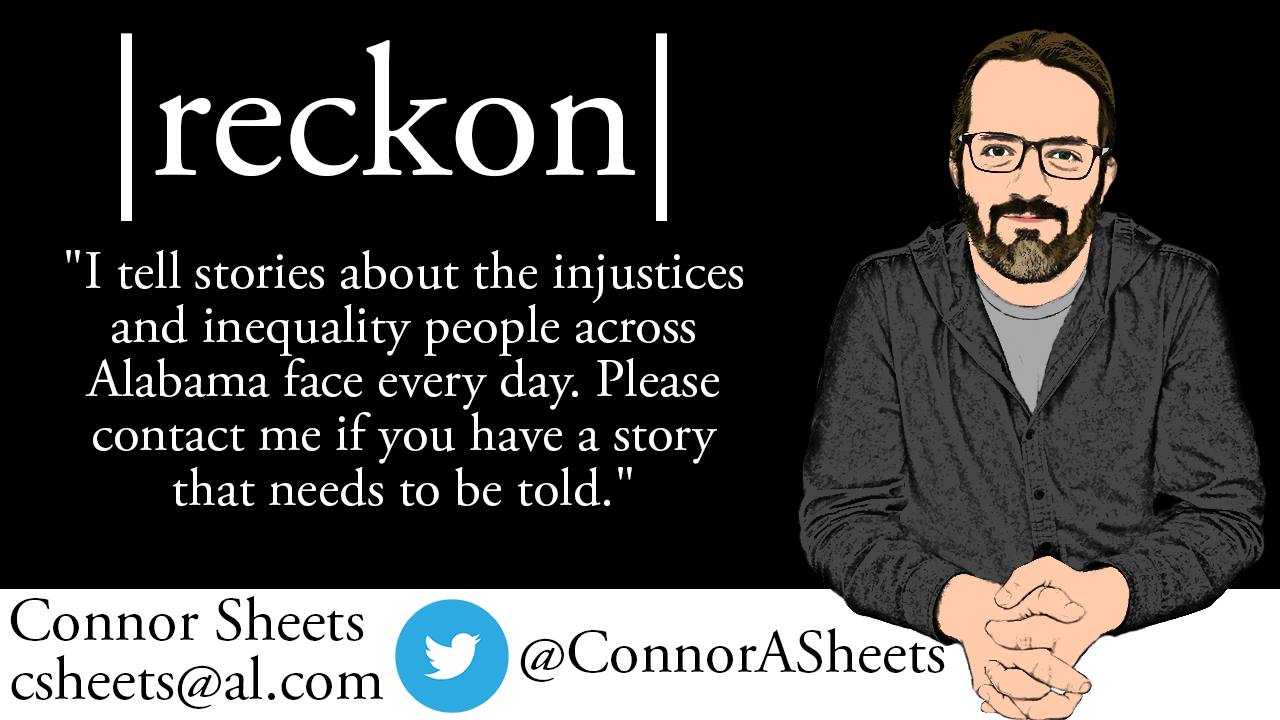 |reckon|
"I tell stories about the injustices
and inequality people across
Alabama face every day. Please
contact me if you have a story
that needs to be told."
Connor Sheets
csheets@al.com
@ConnorASheets